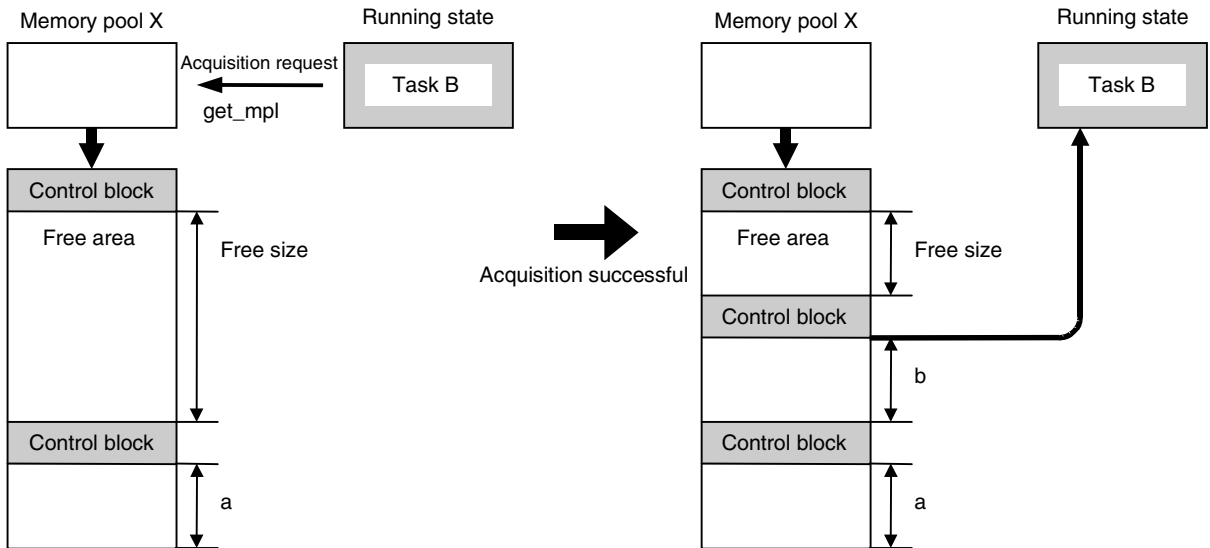 Memory pool X
Running state
Acquisition request
Task B
get_mpl
Control block
Free area
Free size
Control block
a
Acquisition successful
Memory pool X
Running state
Task B
Control block
Free area
Free size
Control block
b
Control block
a